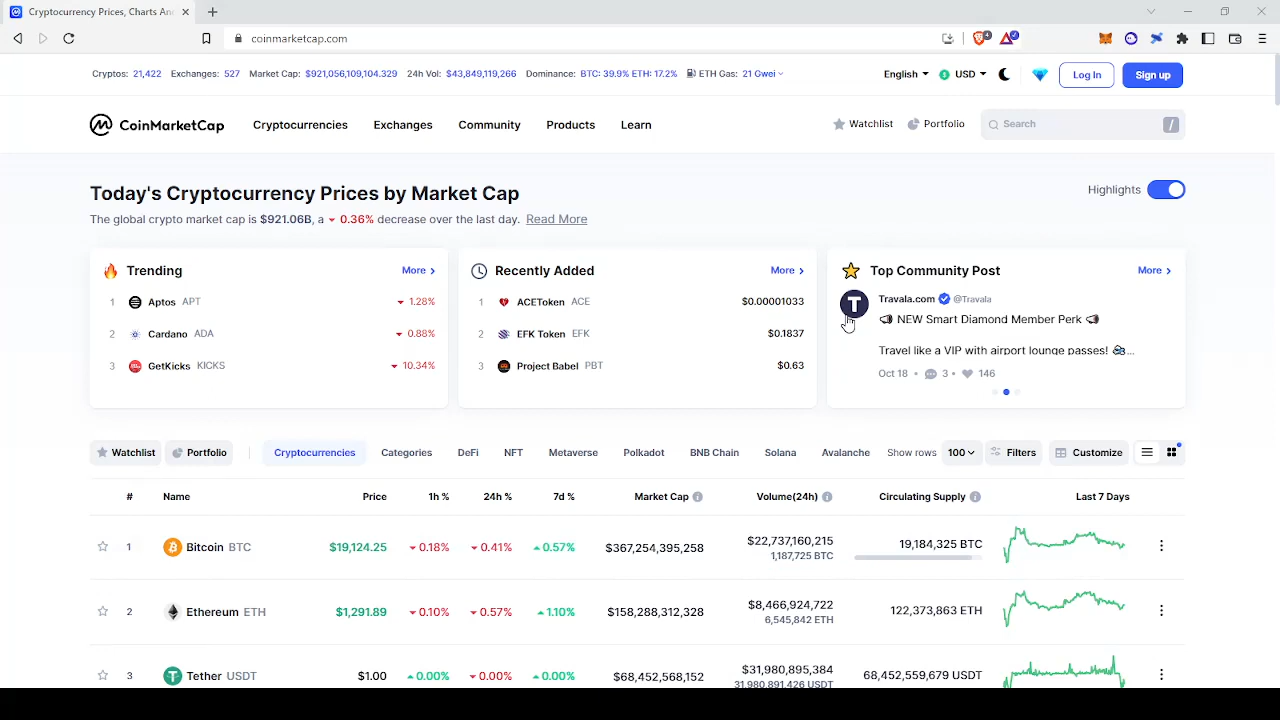 Cryptocurrency Prices, Charts An
coinmarketcap.com
Cryptos: 21,422 Exchanges: 527 Market Cap: $921,056,109,104.329 24h Vol: $43,849,119,266 Dominance: BTC: 39.9% ETH: 17.2% ETH Gas: 21 Gwei
English USD Log In Sign up
CoinMarketCap Cryptocurrencies Exchanges Community Products Learn Watchlist Portfolio Search /
Today's Cryptocurrency Prices by Market Cap
Highlights
The global crypto market cap is $921.06B, a 0.36% decrease over the last day. Read More
Trending More
1 Aptos APT 1.28%
2 Cardano ADA 0.88%
3 GetKicks KICKS 10.34%
Recently Added More
1 ACEToken ACE $0.00001033
2 EFK Token EFK $0.1837
3 Project Babel PBT $0.63
Top Community Post More
T
Travala.com @Travala
NEW Smart Diamond Member Perk
Travel like a VIP with airport lounge passes! ...
Oct 18 • 3 • 146
Watchlist Portfolio Cryptocurrencies Categories DeFi NFT Metaverse Polkadot BNB Chain Solana Avalanche Show rows 100 Filters Customize
# Name Price 1h % 24h % 7d % Market Cap Volume(24h) Circulating Supply Last 7 Days
1 Bitcoin BTC $19,124.25 0.18% 0.41% 0.57% $367,254,395,258 $22,737,160,215 19,184,325 BTC
1,187,725 BTC
2 Ethereum ETH $1,291.89 0.10% 0.57% 1.10% $158,288,312,328 $8,466,924,722 122,373,863 ETH
6,545,842 ETH
3 Tether USDT $1.00 0.00% 0.00% 0.00% $68,452,568,152 $31,980,895,384 68,452,559,679 USDT
31,980,891,426 USDT